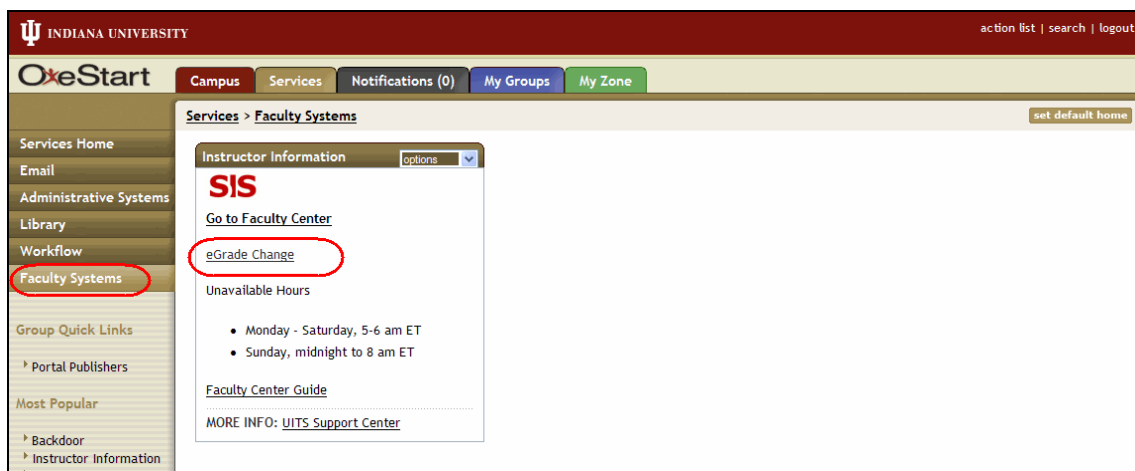 INDIANA UNIVERSITY
action list | search | logout
OneStart
Campus
Services
Notifications (0)
My Groups
My Zone
Services > Faculty Systems
set default home
Services Home
Email
Administrative Systems
Library
Workflow
Faculty Systems
Group Quick Links
Portal Publishers
Most Popular
Backdoor
Instructor Information
Instructor Information
options
SIS
Go to Faculty Center
eGrade Change
Unavailable Hours
• Monday - Saturday, 5-6 am ET
• Sunday, midnight to 8 am ET
Faculty Center Guide
MORE INFO: UITS Support Center